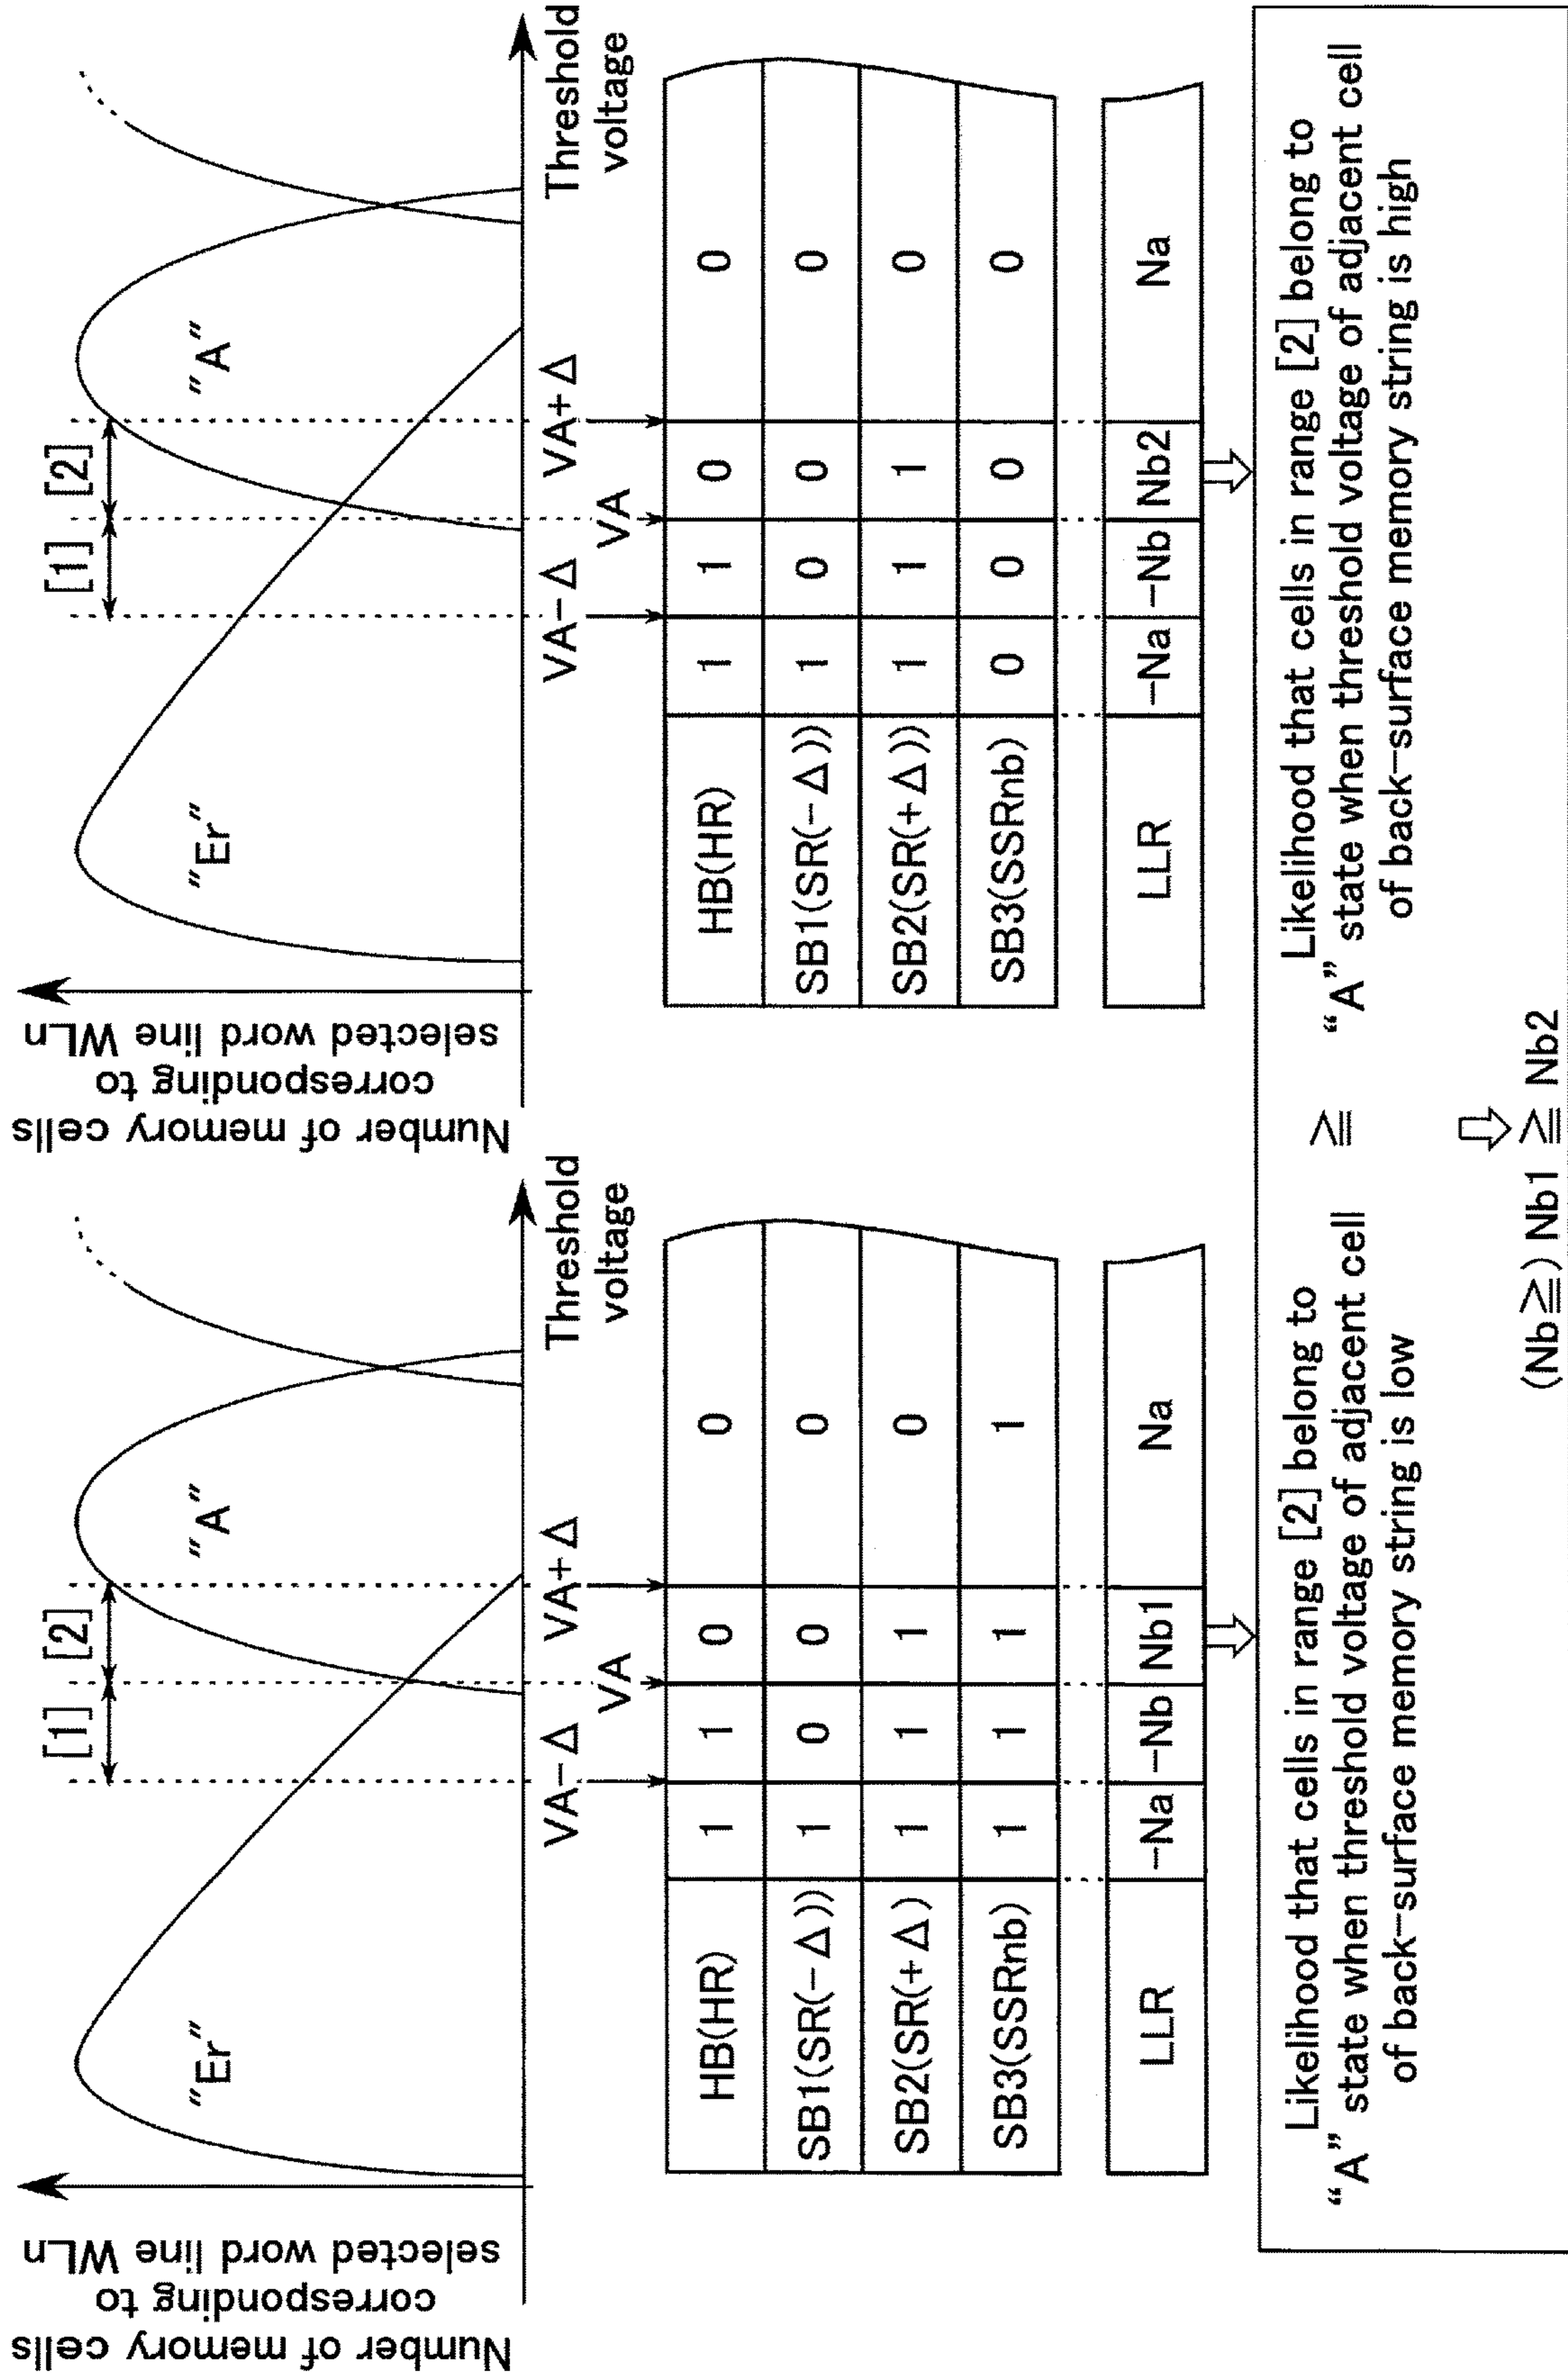 Number of memory cells
corresponding to
selected word line WLn
"Er"
"A"
[1] [2]
VA−Δ VA VA+Δ
Threshold
voltage
HB(HR) 1 1 0 0
SB1(SR(−Δ)) 1 0 0 0
SB2(SR(+Δ) 1 1 1 0
SB3(SSRnb) 1 1 1 1
LLR −Na −Nb Nb1 Na
Number of memory cells
corresponding to
selected word line WLn
"Er"
"A"
[1] [2]
VA−Δ VA VA+Δ
Threshold
voltage
HB(HR) 1 1 0 0
SB1(SR(−Δ)) 1 0 0 0
SB2(SR(+Δ)) 1 1 1 0
SB3(SSRnb) 0 0 0 0
LLR −Na −Nb Nb2 Na
Likelihood that cells in range [2] belong to
“A” state when threshold voltage of adjacent cell
of back−surface memory string is low
≧
Likelihood that cells in range [2] belong to
“A” state when threshold voltage of adjacent cell
of back−surface memory string is high
(Nb≧) Nb1 ≧ Nb2